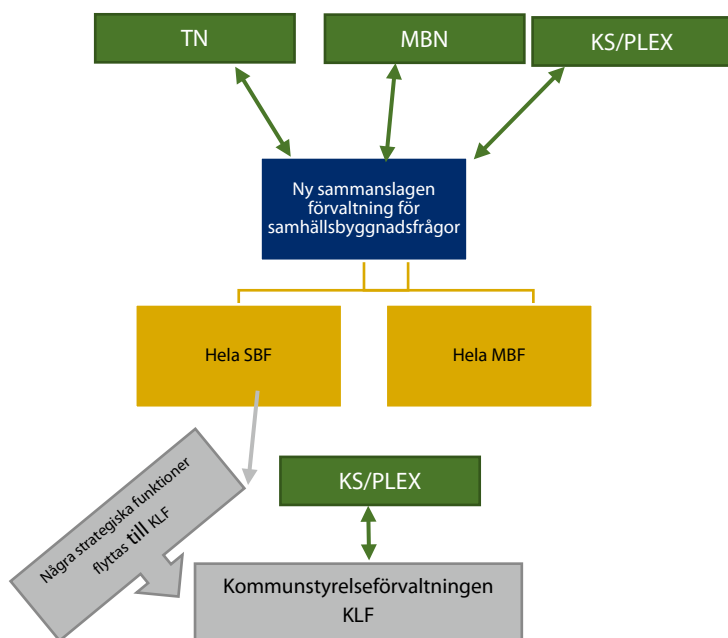 TN
MBN
KS/PLEX
Ny sammanslagen
förvaltning för
samhällsbyggnadsfrågor
Hela SBF
Hela MBF
Några strategiska funktioner
flyttas till KLF
KS/PLEX
Kommunstyrelseförvaltningen
KLF